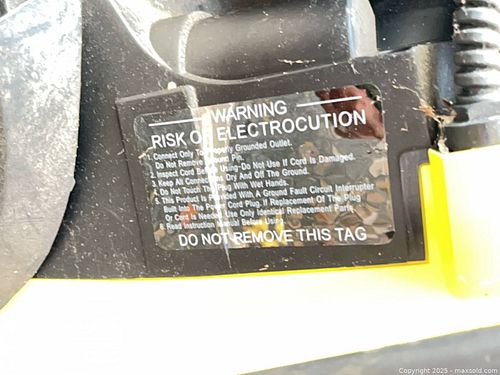 WARNING
RISK OF ELECTROCUTION
1. Connect Only To Properly Grounded Outlet.
Do Not Remove Ground Pin.
2. Inspect Cord Before Using-Do Not Use If Cord Is Damaged.
3. Keep All Connections Dry And Off The Ground.
4. Do Not Touch The Plug With Wet Hands.
5. This Product Is Provided With A Ground Fault Circuit Interrupter
Built Into The Power Cord Plug. If Replacement Of The Plug
Or Cord Is Needed, Use Only Identical Replacement Parts.
6. Read Instruction Manual Before Using.
DO NOT REMOVE THIS TAG
Copyright 2025 - maxsold.com